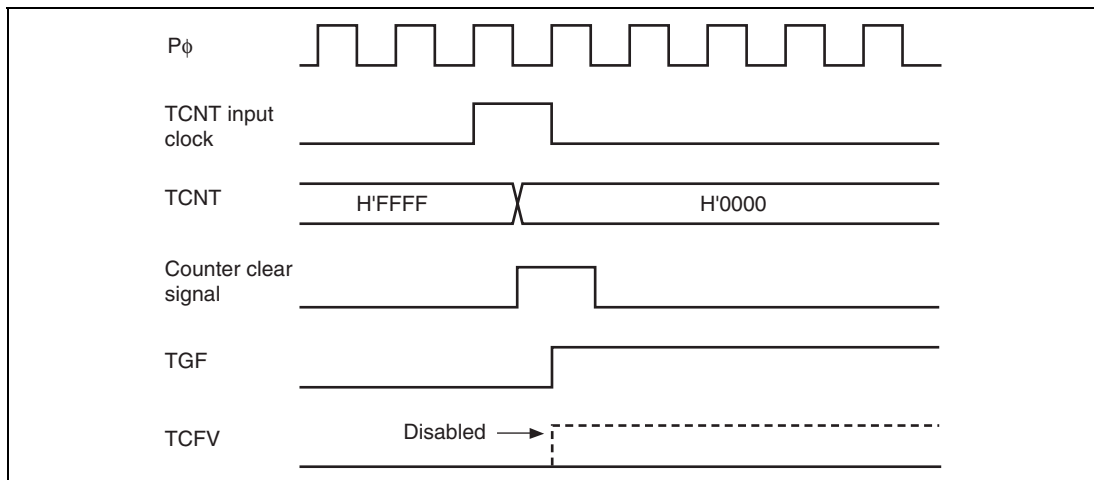 Pϕ
TCNT input
clock
TCNT
H'FFFF
H'0000
Counter clear
signal
TGF
TCFV
Disabled